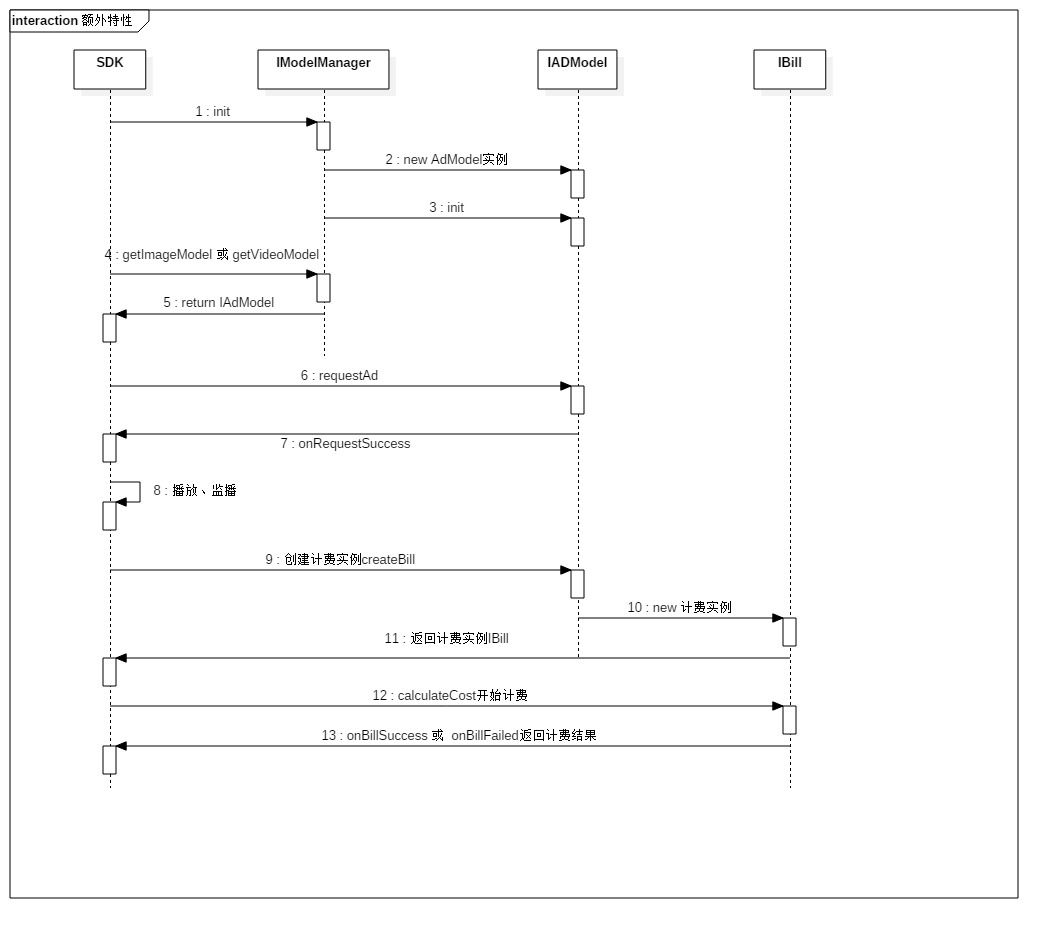 interaction 额外特性
SDK
IModelManager
IADModel
IBill
1 : init
2 : new AdModel实例
3 : init
4 : getImageModel 或 getVideoModel
5 : return IAdModel
6 : requestAd
7 : onRequestSuccess
8 : 播放、监播
9 : 创建计费实例createBill
10 : new 计费实例
11 : 返回计费实例IBill
12 : calculateCost开始计费
13 : onBillSuccess 或  onBillFailed返回计费结果